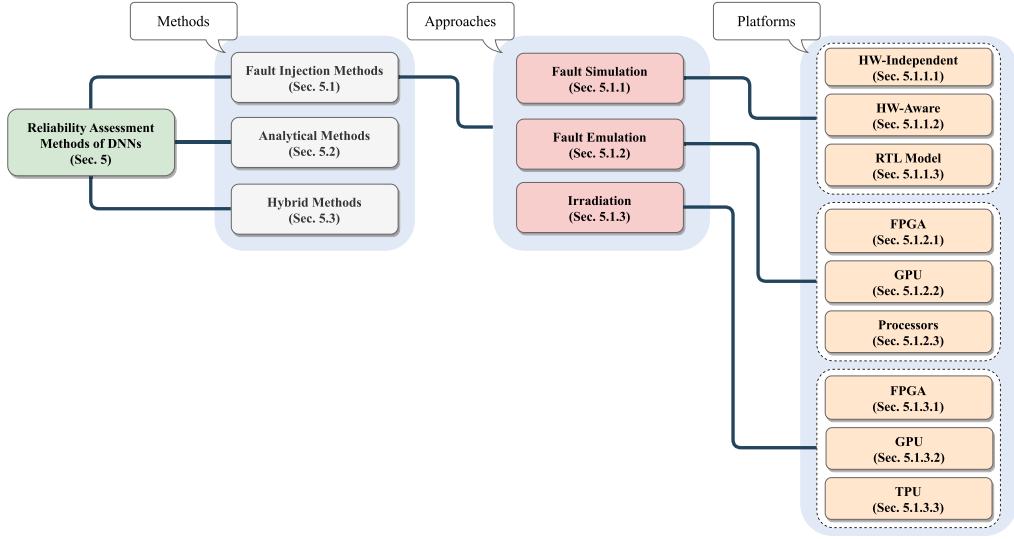 Methods
Approaches
Platforms
Reliability Assessment
Methods of DNNs
(Sec. 5)
Fault Injection Methods
(Sec. 5.1)
Analytical Methods
(Sec. 5.2)
Hybrid Methods
(Sec. 5.3)
Fault Simulation
(Sec. 5.1.1)
Fault Emulation
(Sec. 5.1.2)
Irradiation
(Sec. 5.1.3)
HW-Independent
(Sec. 5.1.1.1)
HW-Aware
(Sec. 5.1.1.2)
RTL Model
(Sec. 5.1.1.3)
FPGA
(Sec. 5.1.2.1)
GPU
(Sec. 5.1.2.2)
Processors
(Sec. 5.1.2.3)
FPGA
(Sec. 5.1.3.1)
GPU
(Sec. 5.1.3.2)
TPU
(Sec. 5.1.3.3)